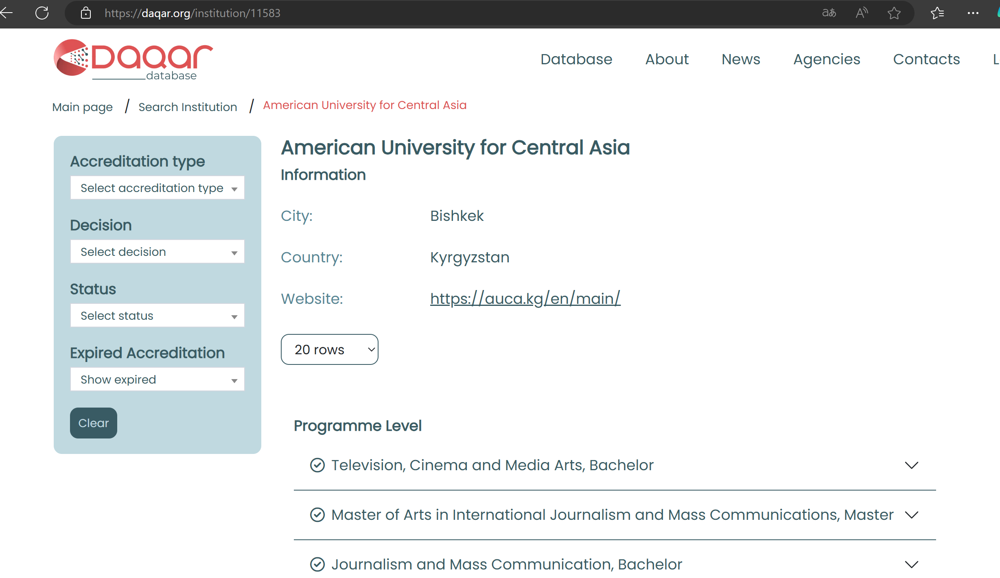 https://daqar.org/institution/11583
DAQAR
database
Database
About
News
Agencies
Contacts
Main page / Search Institution / American University for Central Asia
Accreditation type
Select accreditation type
Decision
Select decision
Status
Select status
Expired Accreditation
Show expired
Clear
American University for Central Asia
Information
City: Bishkek
Country: Kyrgyzstan
Website: https://auca.kg/en/main/
20 rows
Programme Level
Television, Cinema and Media Arts, Bachelor
Master of Arts in International Journalism and Mass Communications, Master
Journalism and Mass Communication, Bachelor